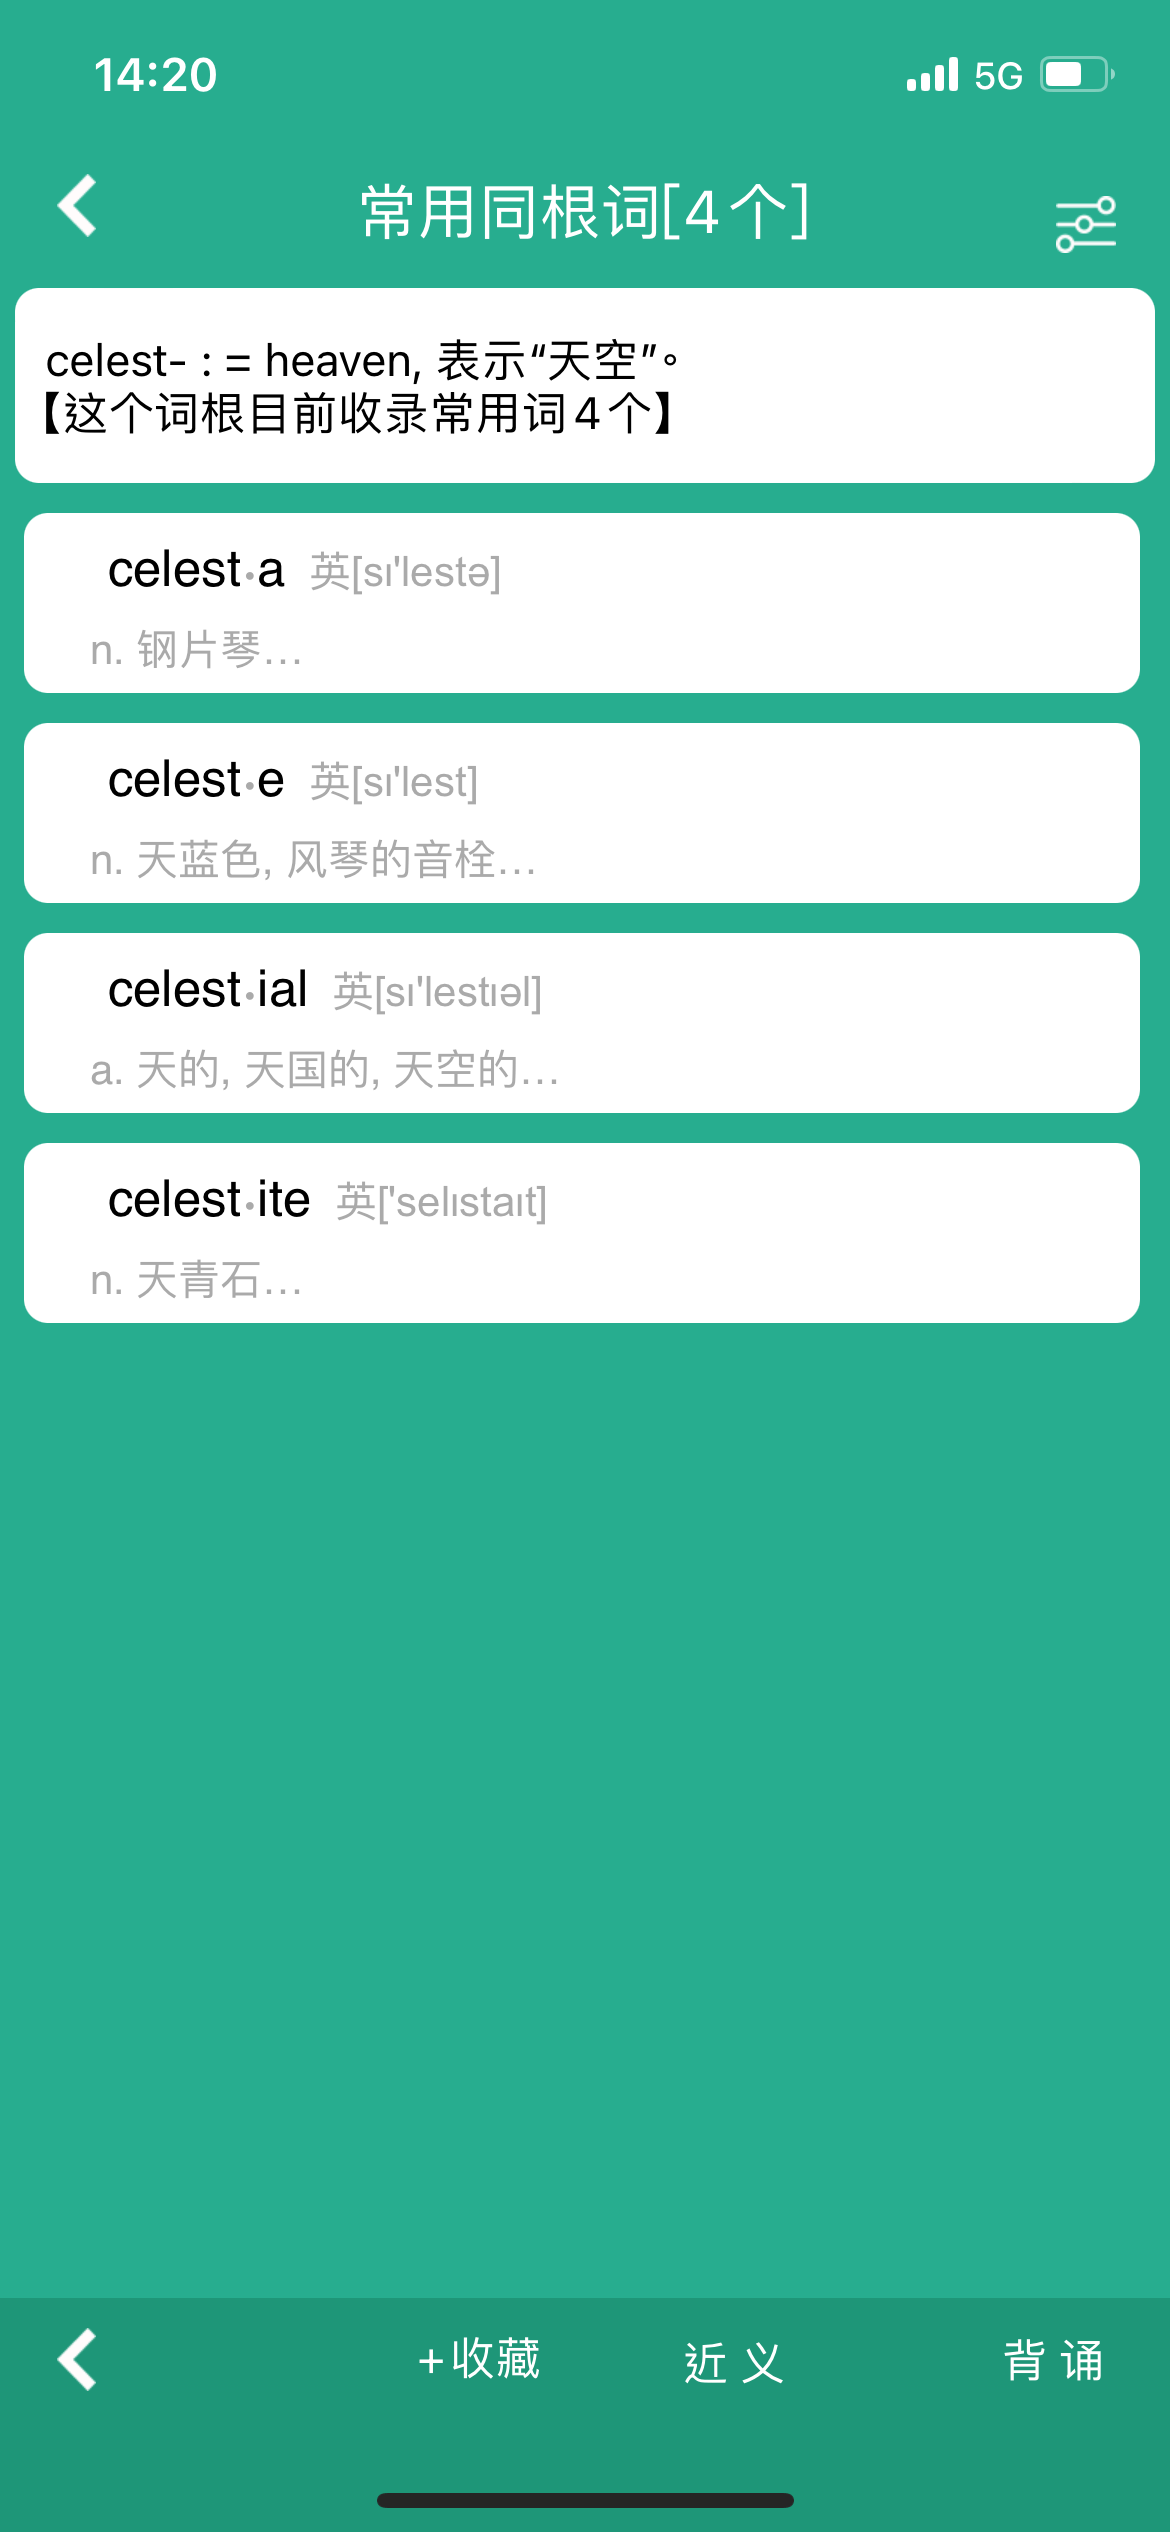 14:20 5G
常用同根词[4个]
celest- : = heaven, 表示“天空”。
【这个词根目前收录常用词4个】
celest·a 英[sɪ'lestə]
n. 钢片琴...
celest·e 英[sɪ'lest]
n. 天蓝色, 风琴的音栓...
celest·ial 英[sɪ'lestɪəl]
a. 天的, 天国的, 天空的...
celest·ite 英['selɪstaɪt]
n. 天青石...
+收藏 近义 背诵